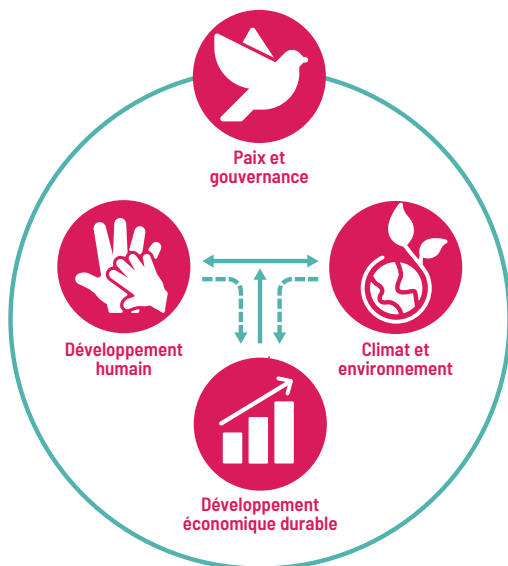 Paix et
gouvernance
Développement
humain
Climat et
environnement
Développement
économique durable